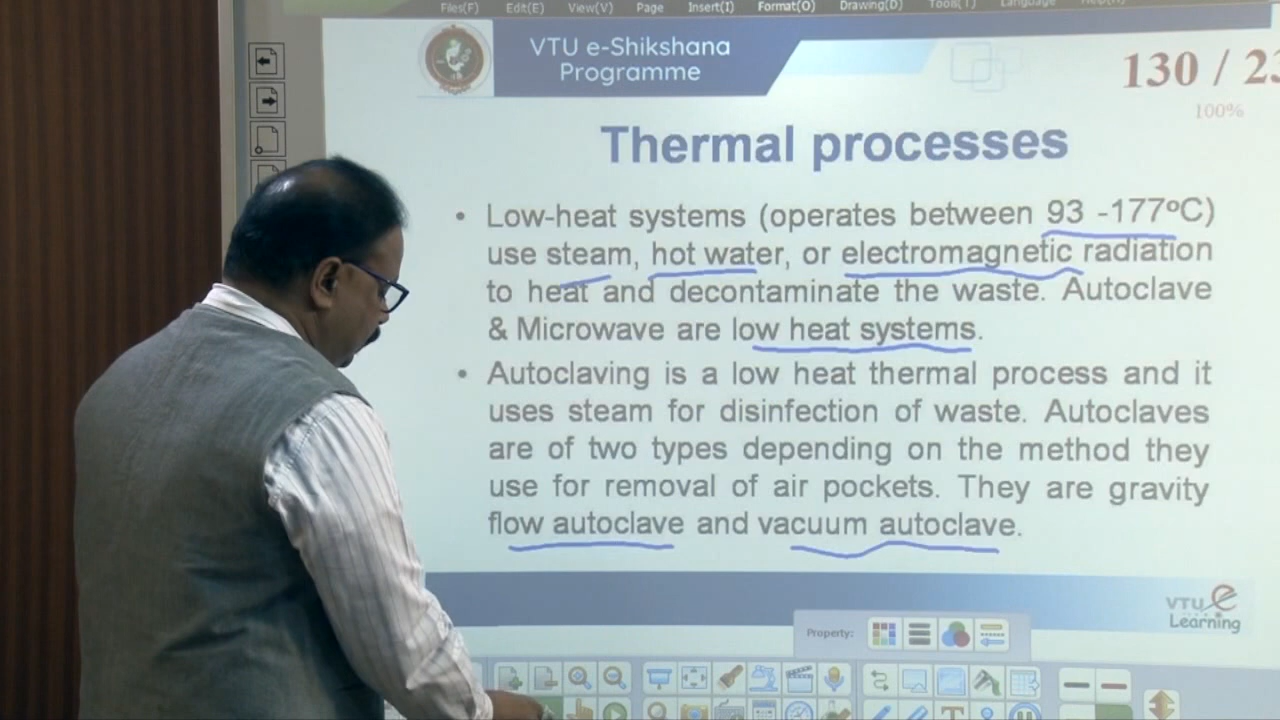 Files(F) Edit(E) View(V) Page Insert(I) Format(O) Drawing(D) Tools(T) Language Help(H)
VTU e-Shikshana
Programme
130 / 23
100%
Thermal processes
• Low-heat systems (operates between 93 -177ºC)
use steam, hot water, or electromagnetic radiation
to heat and decontaminate the waste. Autoclave
& Microwave are low heat systems.
• Autoclaving is a low heat thermal process and it
uses steam for disinfection of waste. Autoclaves
are of two types depending on the method they
use for removal of air pockets. They are gravity
flow autoclave and vacuum autoclave.
VTU e
Learning
Property: